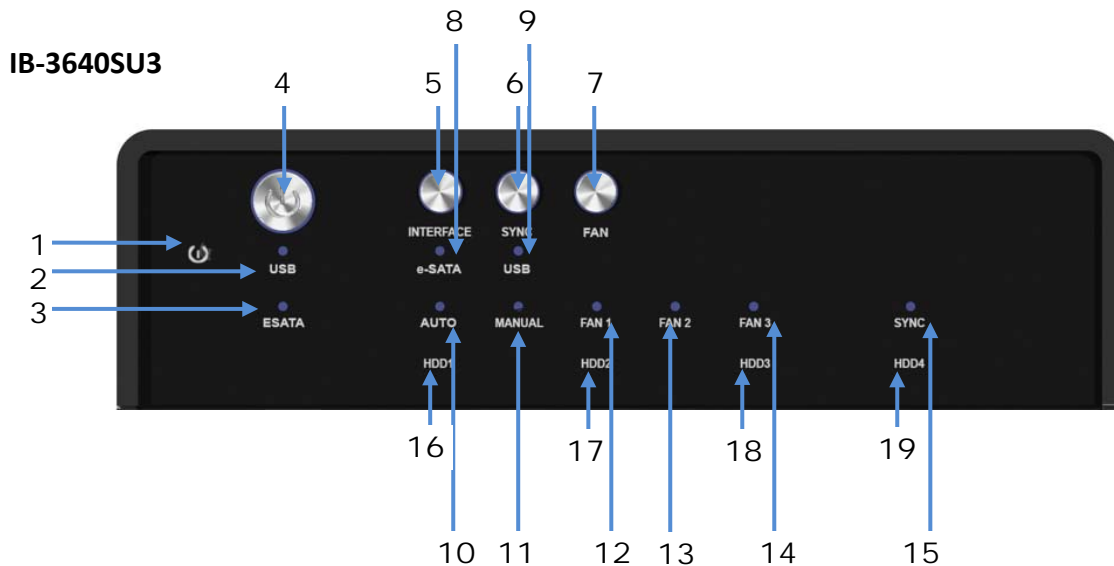 8 9
IB-3640SU3
4 5 6 7
INTERFACE SYNC FAN
1
USB e-SATA USB
2
3
ESATA AUTO MANUAL FAN 1 FAN 2 FAN 3 SYNC
HDD1 HDD2 HDD3 HDD4
16 17 18 19
10 11 12 13 14 15